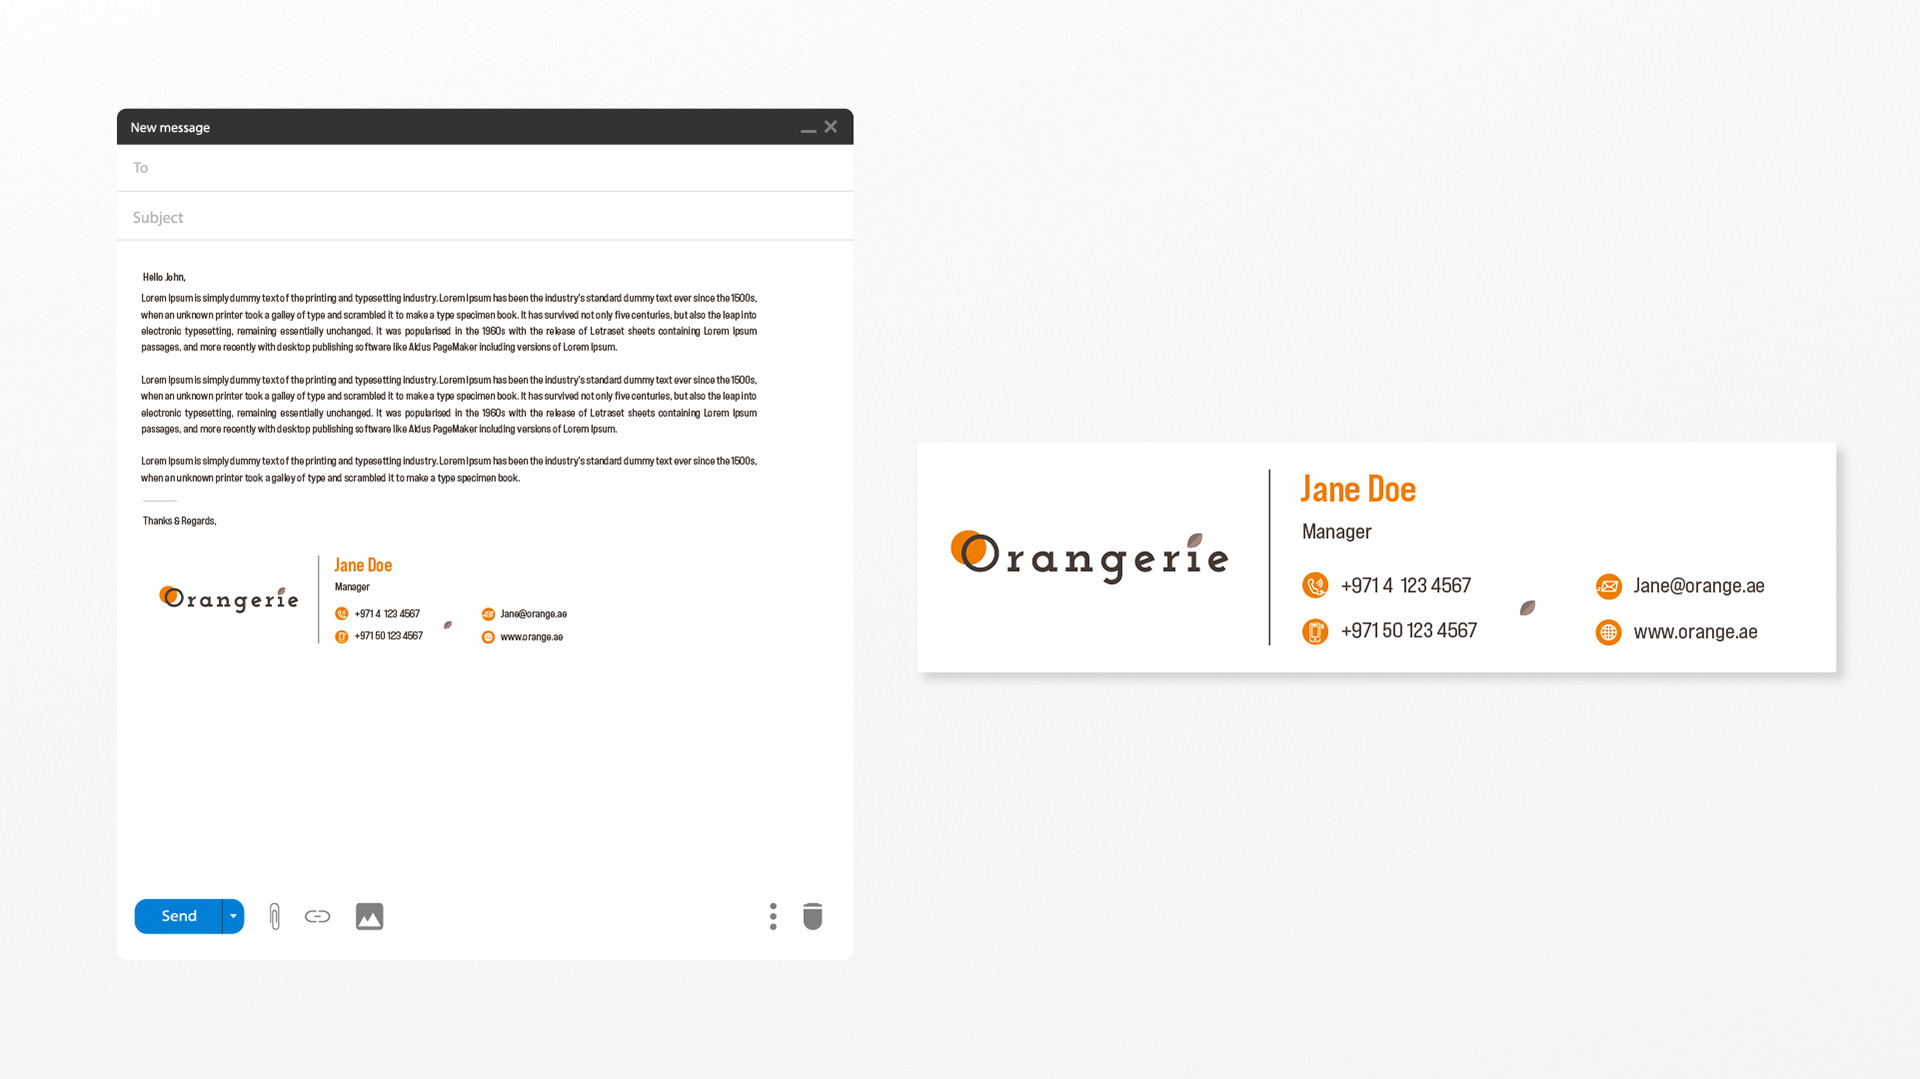 New message
To
Subject
Hello John,
Lorem Ipsum is simply dummy text of the printing and typesetting industry. Lorem Ipsum has been the industry's standard dummy text ever since the 1500s,
when an unknown printer took a galley of type and scrambled it to make a type specimen book. It has survived not only five centuries, but also the leap into
electronic typesetting, remaining essentially unchanged. It was popularised in the 1960s with the release of Letraset sheets containing Lorem Ipsum
passages, and more recently with desktop publishing software like Aldus PageMaker including versions of Lorem Ipsum.
Lorem Ipsum is simply dummy text of the printing and typesetting industry. Lorem Ipsum has been the industry's standard dummy text ever since the 1500s,
when an unknown printer took a galley of type and scrambled it to make a type specimen book. It has survived not only five centuries, but also the leap into
electronic typesetting, remaining essentially unchanged. It was popularised in the 1960s with the release of Letraset sheets containing Lorem Ipsum
passages, and more recently with desktop publishing software like Aldus PageMaker including versions of Lorem Ipsum.
Lorem Ipsum is simply dummy text of the printing and typesetting industry. Lorem Ipsum has been the industry's standard dummy text ever since the 1500s,
when an unknown printer took a galley of type and scrambled it to make a type specimen book.
Thanks & Regards,
Orangerie
Jane Doe
Manager
+971 4 123 4567
Jane@orange.ae
+971 50 123 4567
www.orange.ae
Send
Orangerie
Jane Doe
Manager
+971 4 123 4567
Jane@orange.ae
+971 50 123 4567
www.orange.ae